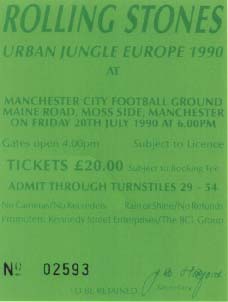 ROLLING STONES
URBAN JUNGLE EUROPE 1990
AT
MANCHESTER CITY FOOTBALL GROUND
MAINE ROAD, MOSS SIDE, MANCHESTER
ON FRIDAY 20TH JULY 1990 AT 6.00PM
Gates open 4.00pm Subject to Licence
TICKETS £20.00 Subject to Booking Fee
ADMIT THROUGH TURNSTILES 29 - 54
No Cameras/No Recorders Rain or Shine/No Refunds
Promoters: Kennedy Street Enterprises/The BCL Group
No 02593
Secretary
TO BE RETAINED